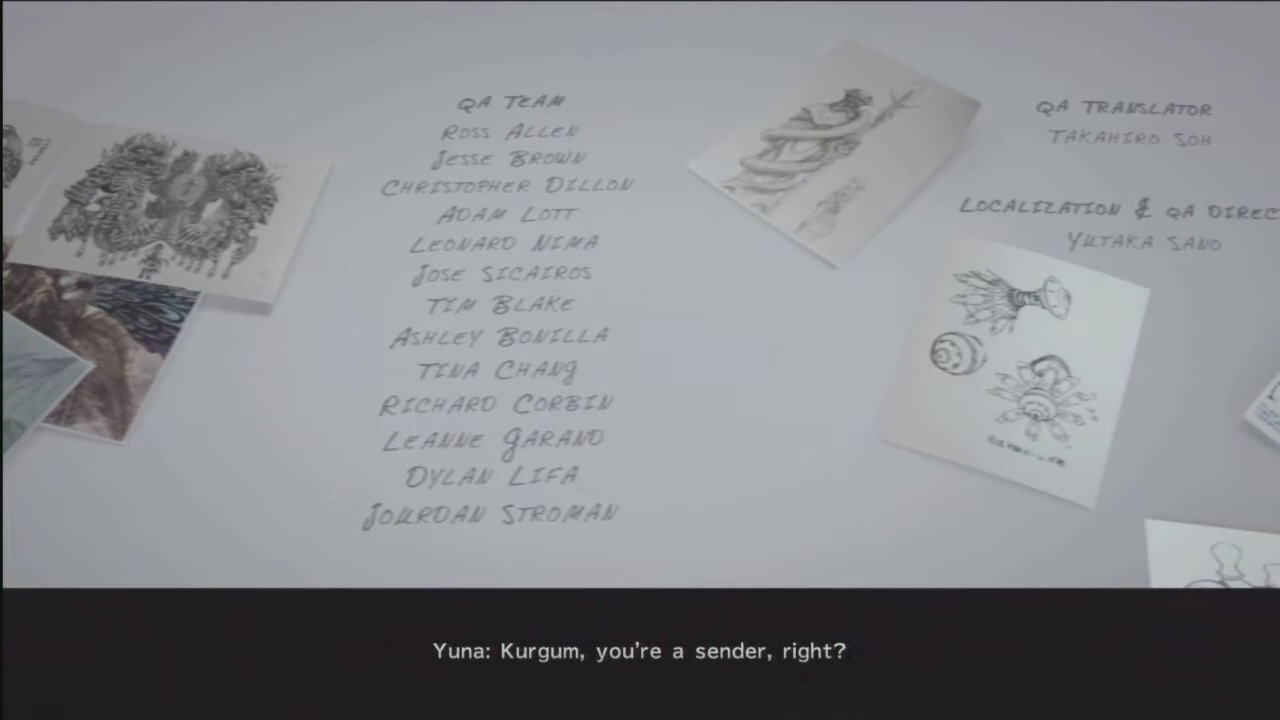 QA TEAM
ROSS ALLEN
JESSE BROWN
CHRISTOPHER DILLON
ADAM LOTT
LEONARD NIMA
JOSE SICAIROS
TIM BLAKE
ASHLEY BONILLA
TINA CHANG
RICHARD CORBIN
LEANNE GARAND
DYLAN LIFA
JOURDAN STROMAN
QA TRANSLATOR
TAKAHIRO SOH
LOCALIZATION & QA DIREC
YUTAKA SANO
Yuna: Kurgum, you're a sender, right?